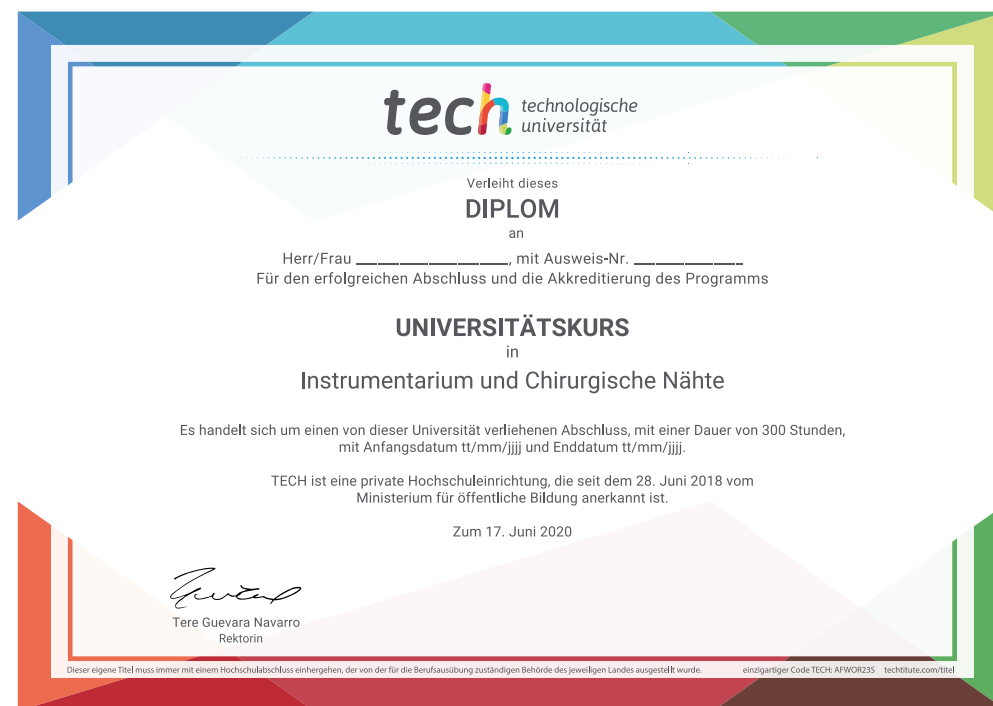 tech technologische
universität
Verleiht dieses
DIPLOM
an
Herr/Frau ______________, mit Ausweis-Nr. __________
Für den erfolgreichen Abschluss und die Akkreditierung des Programms
UNIVERSITÄTSKURS
in
Instrumentarium und Chirurgische Nähte
Es handelt sich um einen von dieser Universität verliehenen Abschluss, mit einer Dauer von 300 Stunden,
mit Anfangsdatum tt/mm/jjjj und Enddatum tt/mm/jjjj.
TECH ist eine private Hochschuleinrichtung, die seit dem 28. Juni 2018 vom
Ministerium für öffentliche Bildung anerkannt ist.
Zum 17. Juni 2020
Tere Guevara Navarro
Rektorin
Dieser eigene Titel muss immer mit einem Hochschulabschluss einhergehen, der von der für die Berufsausübung zuständigen Behörde des jeweiligen Landes ausgestellt wurde. einzigartiger Code TECH: AFWOR23S techtitute.com/titel